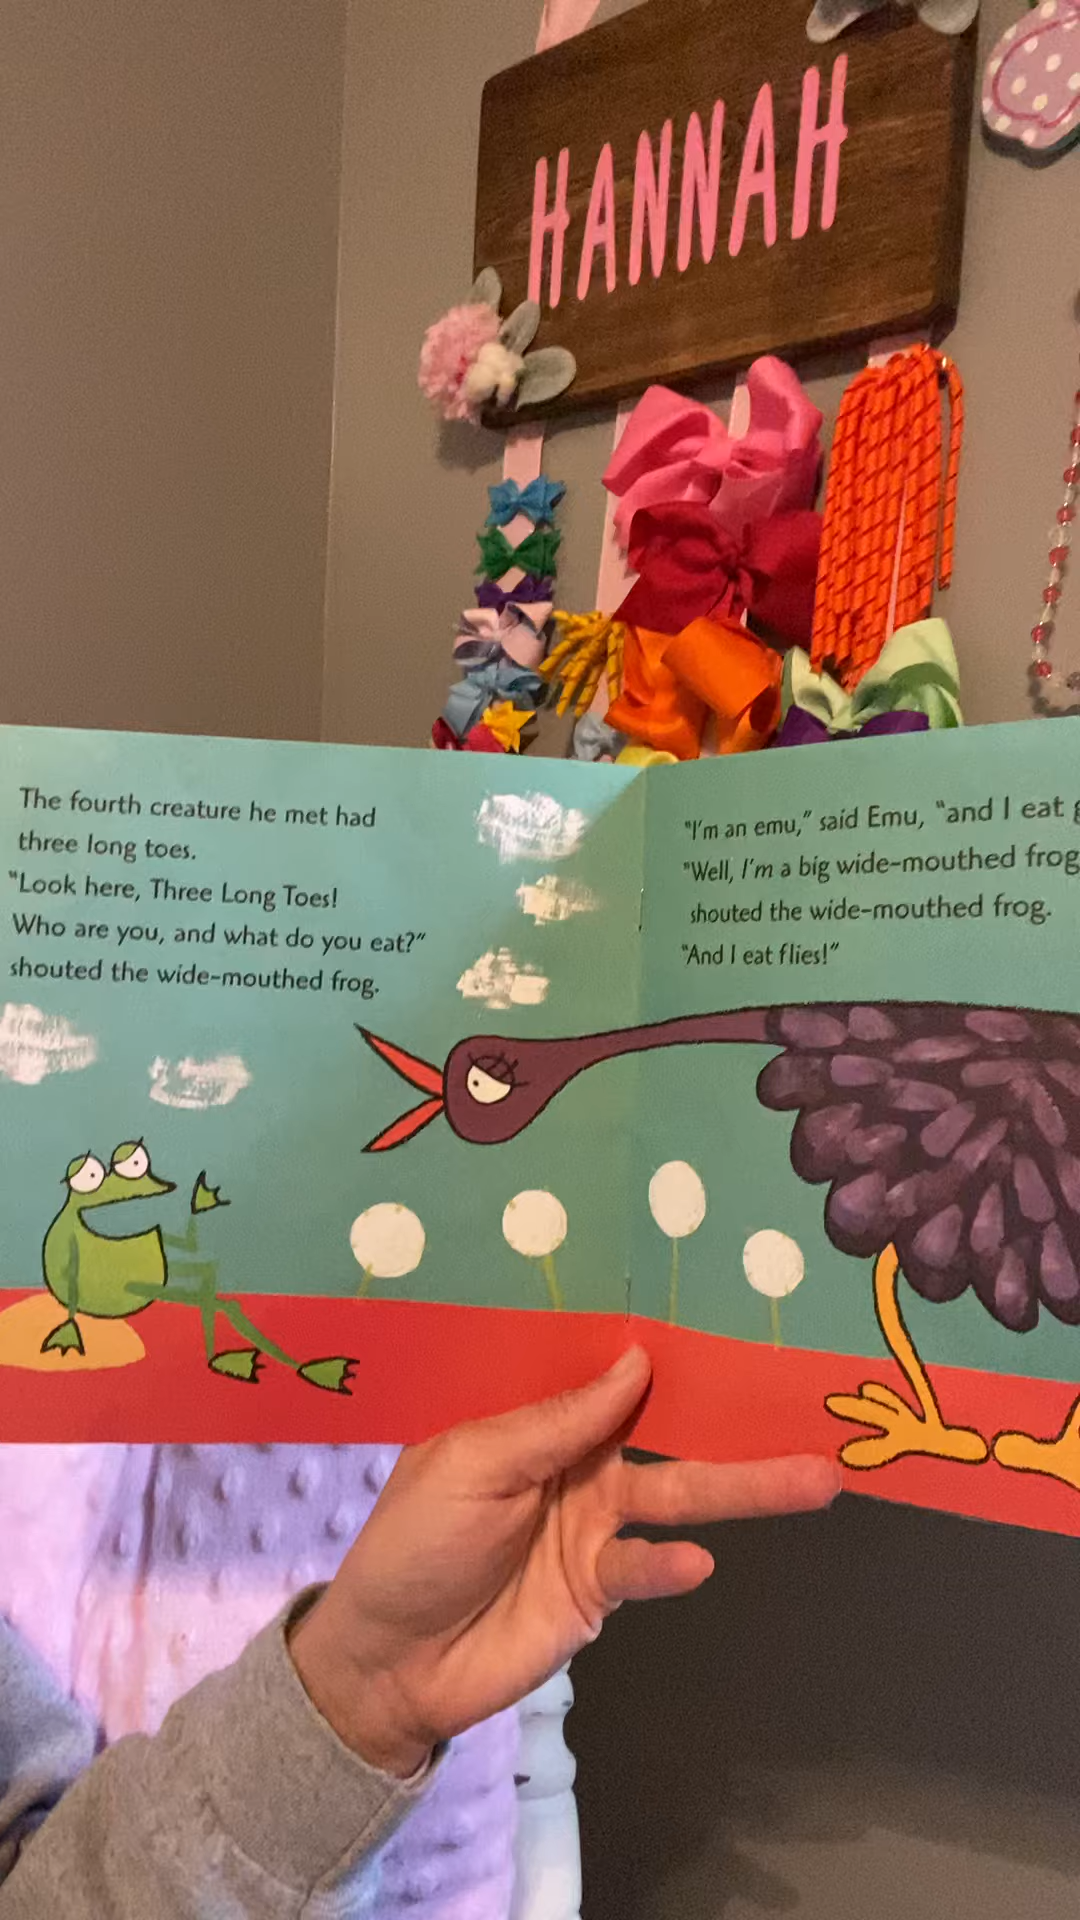 HANNAH
The fourth creature he met had
three long toes.
"Look here, Three Long Toes!
Who are you, and what do you eat?"
shouted the wide-mouthed frog.
"I'm an emu," said Emu, "and I eat
"Well, I'm a big wide-mouthed frog
shouted the wide-mouthed frog.
"And I eat flies!"